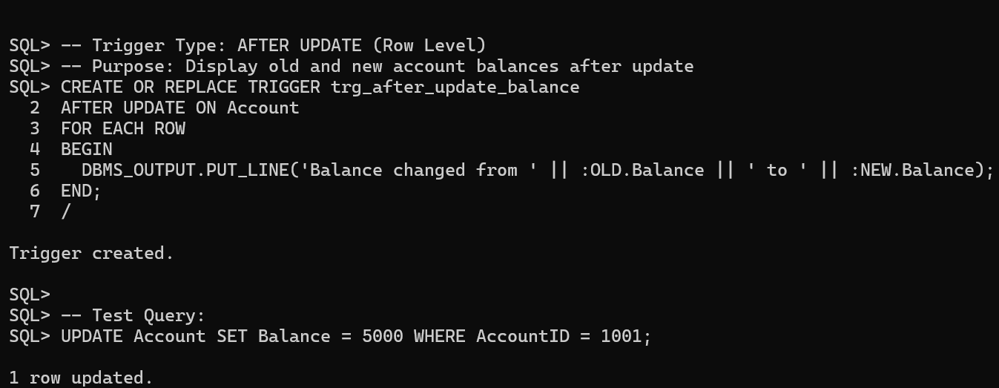 SQL> -- Trigger Type: AFTER UPDATE (Row Level)
SQL> -- Purpose: Display old and new account balances after update
SQL> CREATE OR REPLACE TRIGGER trg_after_update_balance
  2  AFTER UPDATE ON Account
  3  FOR EACH ROW
  4  BEGIN
  5    DBMS_OUTPUT.PUT_LINE('Balance changed from ' || :OLD.Balance || ' to ' || :NEW.Balance);
  6  END;
  7  /
Trigger created.
SQL>
SQL> -- Test Query:
SQL> UPDATE Account SET Balance = 5000 WHERE AccountID = 1001;
1 row updated.